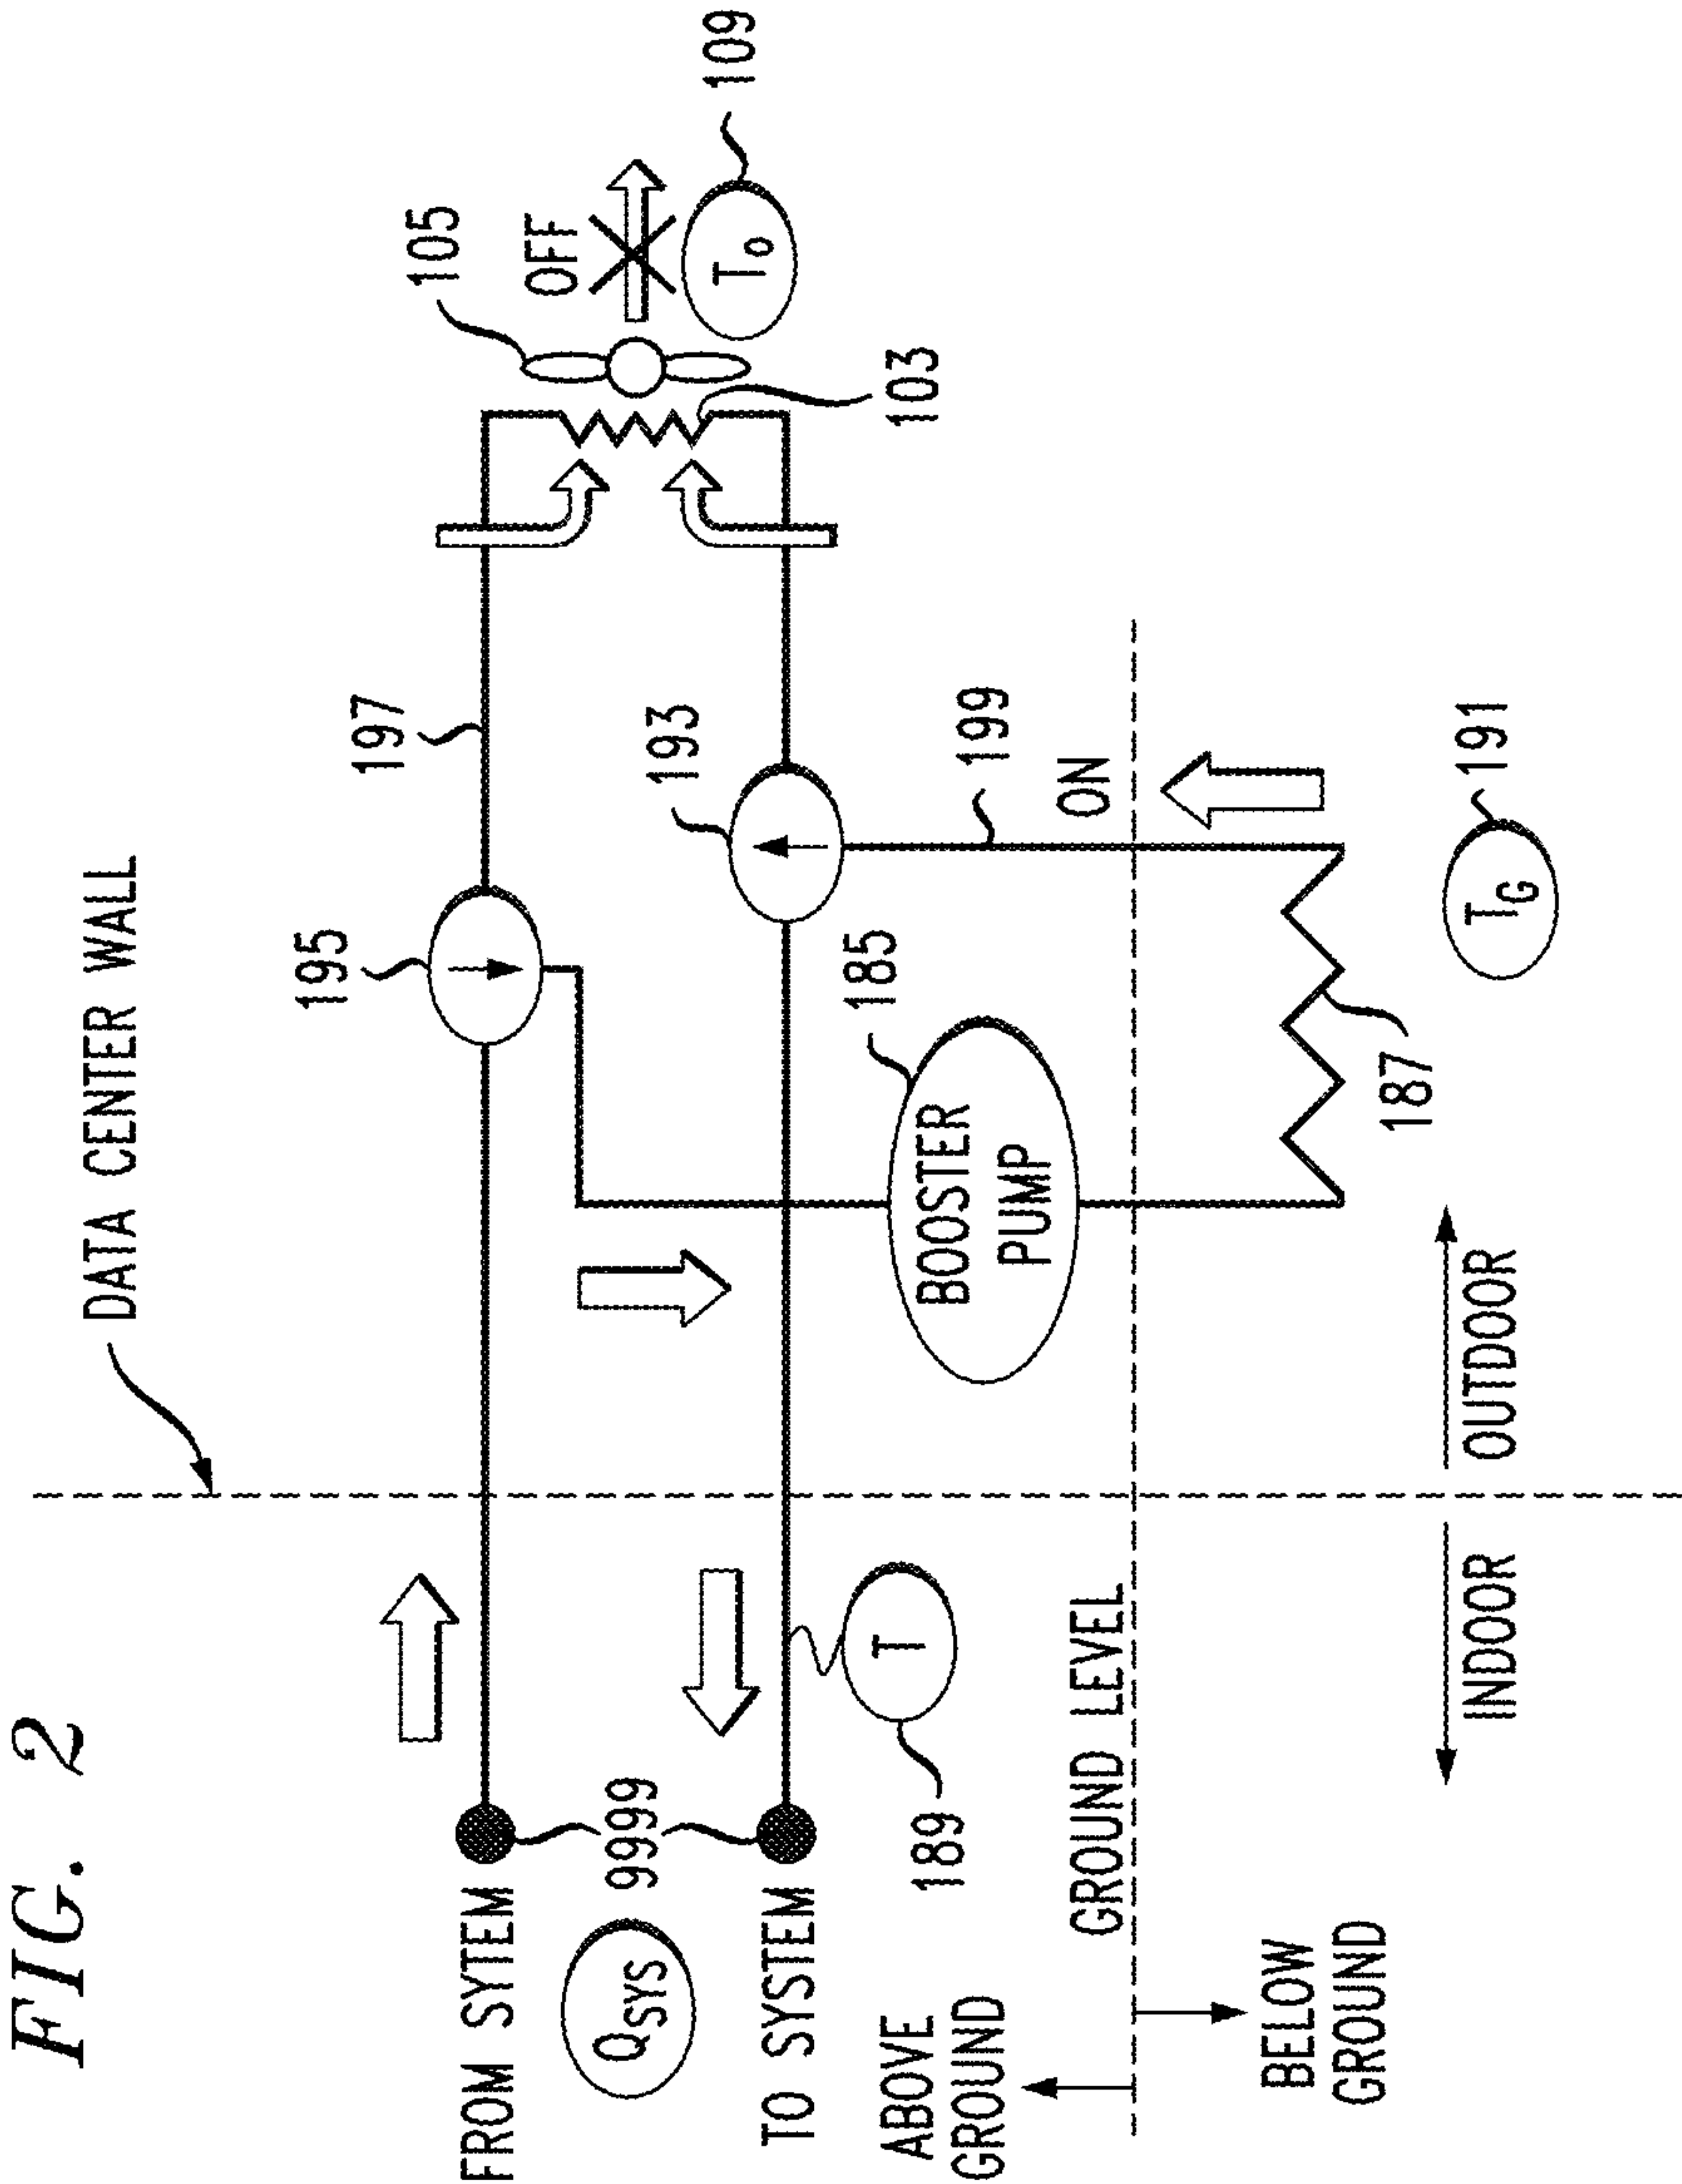 FIG. 2
DATA CENTER WALL
195
197
105
OFF
109
FROM SYTEM
9999
QSYS
TO SYSTEM
193
T0
103
189
T
185
BOOSTER
PUMP
199
ON
ABOVE
GROUND
GROUND LEVEL
BELOW
GROUND
187
191
TG
INDOOR
OUTDOOR